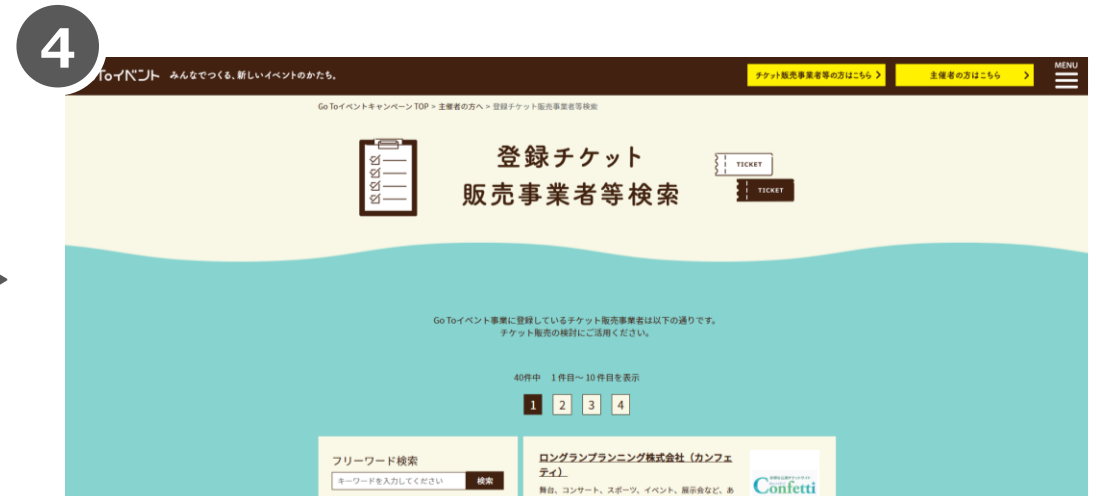 4
Toイベント みんなでつくる、新しいイベントのかたち。
チケット販売事業者等の方はこちら
主催者の方はこちら
MENU
Go Toイベントキャンペーン TOP > 主催者の方へ > 登録チケット販売事業者等検索
登録チケット
販売事業者等検索
TICKET
TICKET
Go Toイベント事業に登録しているチケット販売事業者は以下の通りです。
チケット販売の検討にご活用ください。
40件中 1件目～10件目を表示
1 2 3 4
フリーワード検索
キーワードを入力してください 検索
ロングランプランニング株式会社（カンフェ
ティ）
舞台、コンサート、スポーツ、イベント、展示会など、あ
Confetti